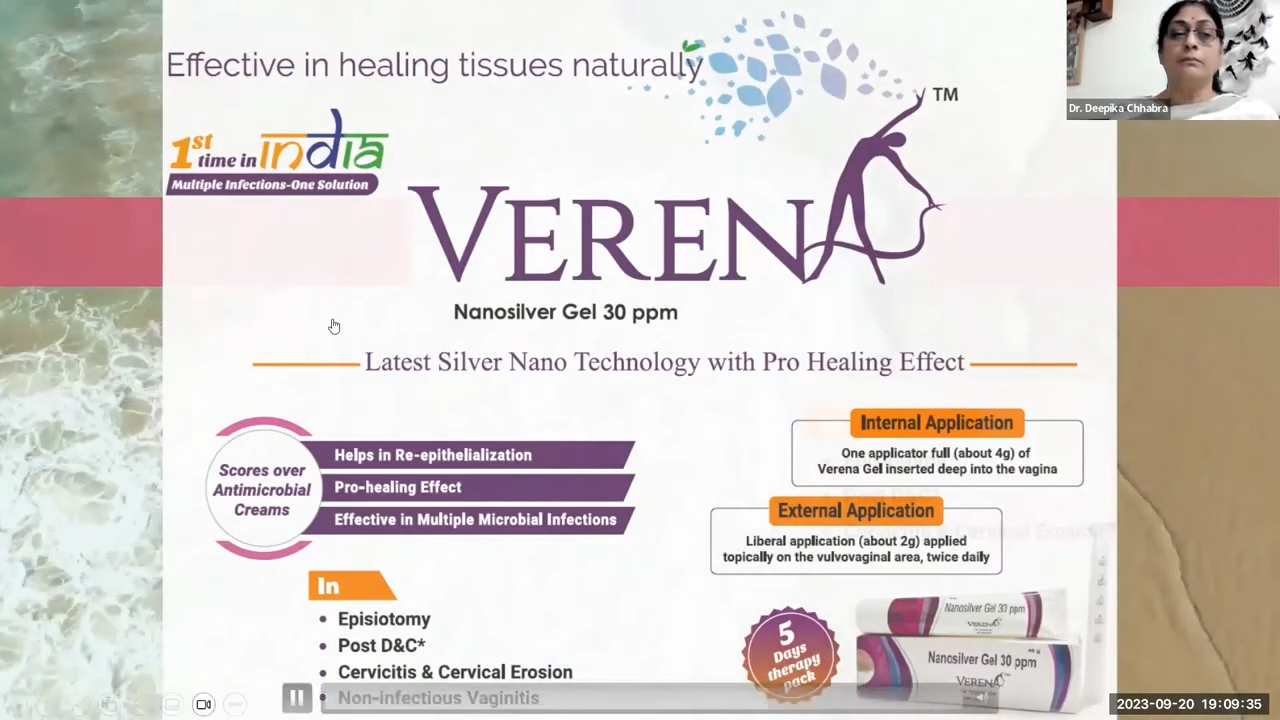 Effective in healing tissues naturally
Dr. Deepika Chhabra
TM
1st time in india
Multiple Infections-One Solution
VERENA
Nanosilver Gel 30 ppm
Latest Silver Nano Technology with Pro Healing Effect
Scores over
Antimicrobial
Creams
Helps in Re-epithelialization
Pro-healing Effect
Effective in Multiple Microbial Infections
Internal Application
One applicator full (about 4g) of
Verena Gel inserted deep into the vagina
External Application
Liberal application (about 2g) applied
topically on the vulvovaginal area, twice daily
In
• Episiotomy
• Post D&C*
• Cervicitis & Cervical Erosion
• Non-infectious Vaginitis
5
Days
therapy
pack
Nanosilver Gel 30 ppm
VERENA
Nanosilver Gel 30 ppm
VERENA
2023-09-20 19:09:35